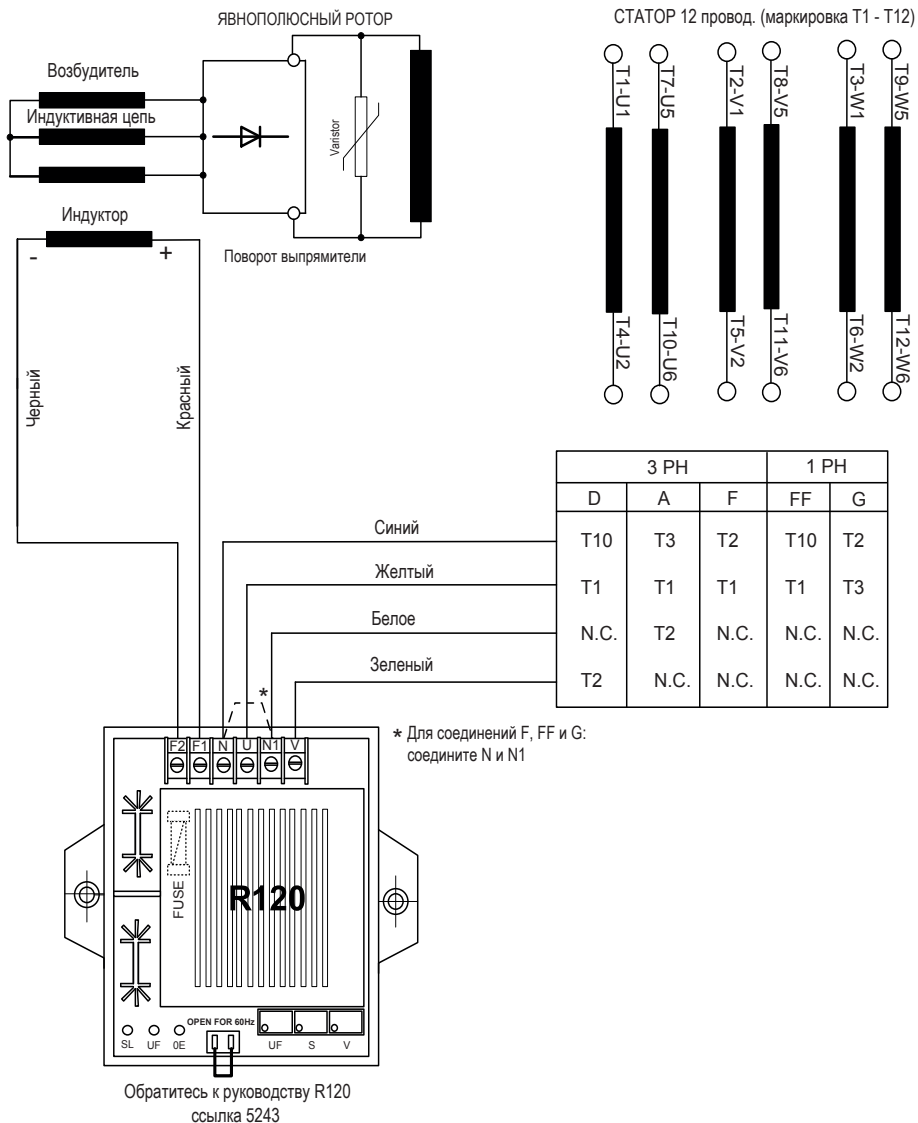 ЯВНОПОЛЮСНЫЙ РОТОР
СТАТОР 12 провод. (маркировка T1 - T12)
Возбудитель
Индуктивная цепь
Varistor
T1-U1
T7-U5
T2-V1
T8-V5
T3-W1
T9-W5
T4-U2
T10-U6
T5-V2
T11-V6
T6-W2
T12-W6
Индуктор
- +
Поворот выпрямители
Черный
Красный
3 PH 1 PH
D A F FF G
Синий T10 T3 T2 T10 T2
Желтый T1 T1 T1 T1 T3
Белое N.C. T2 N.C. N.C. N.C.
Зеленый T2 N.C. N.C. N.C. N.C.
*
* Для соединений F, FF и G:
соедините N и N1
F2 F1 N U N1 V
FUSE
R120
OPEN FOR 60Hz
SL UF 0E UF S V
Обратитесь к руководству R120
ссылка 5243